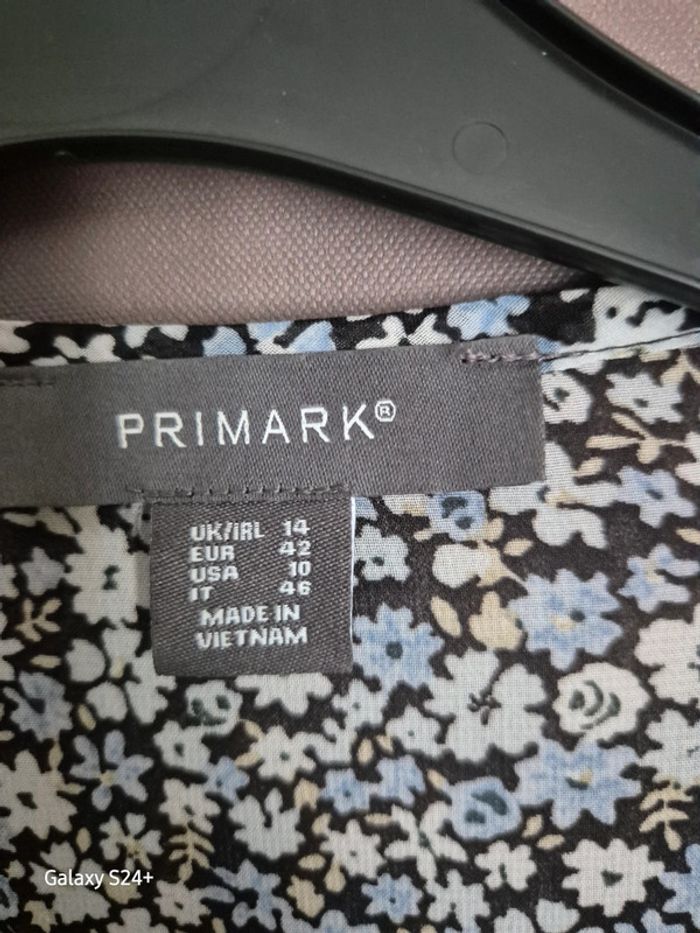 PRIMARK®
UK/IRL 14
EUR 42
USA 10
IT 46
MADE IN
VIETNAM
Galaxy S24+